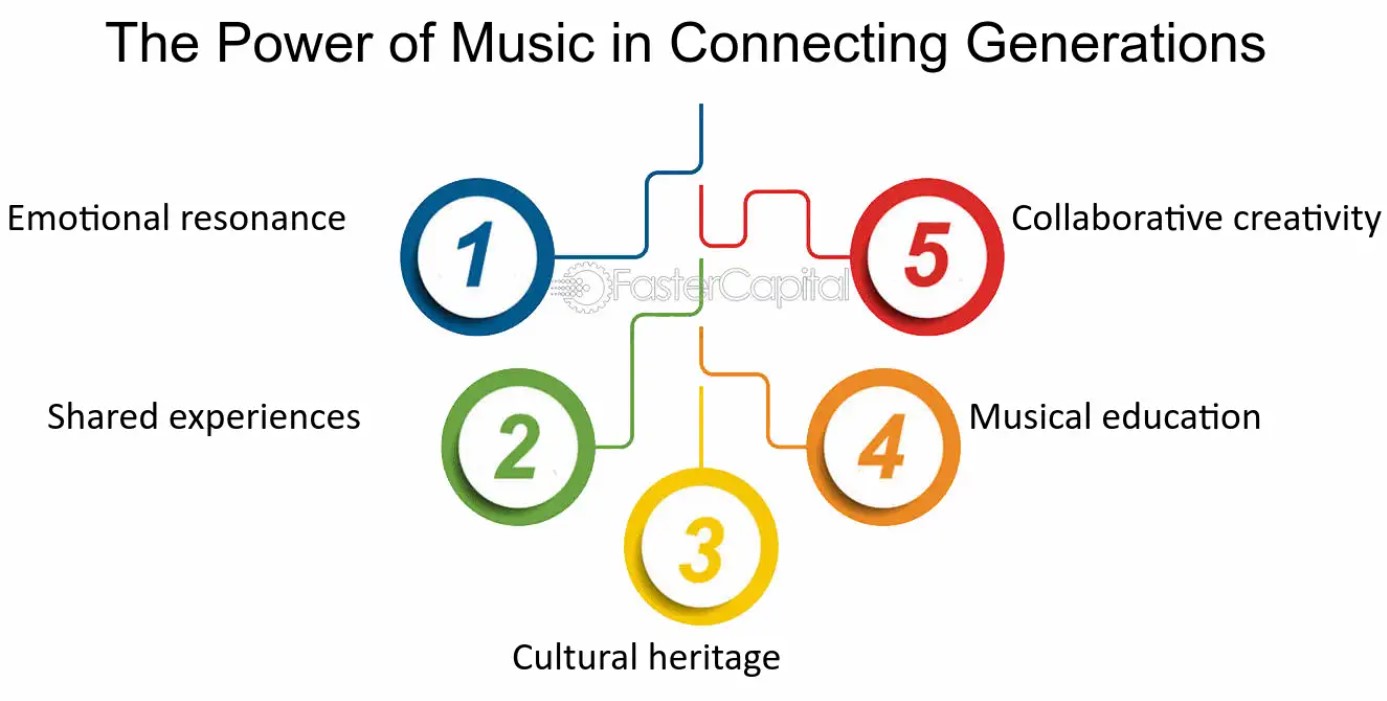 The Power of Music in Connecting Generations
Emotional resonance
1
5
Collaborative creativity
FasterCapital
Shared experiences
2
4
Musical education
3
Cultural heritage